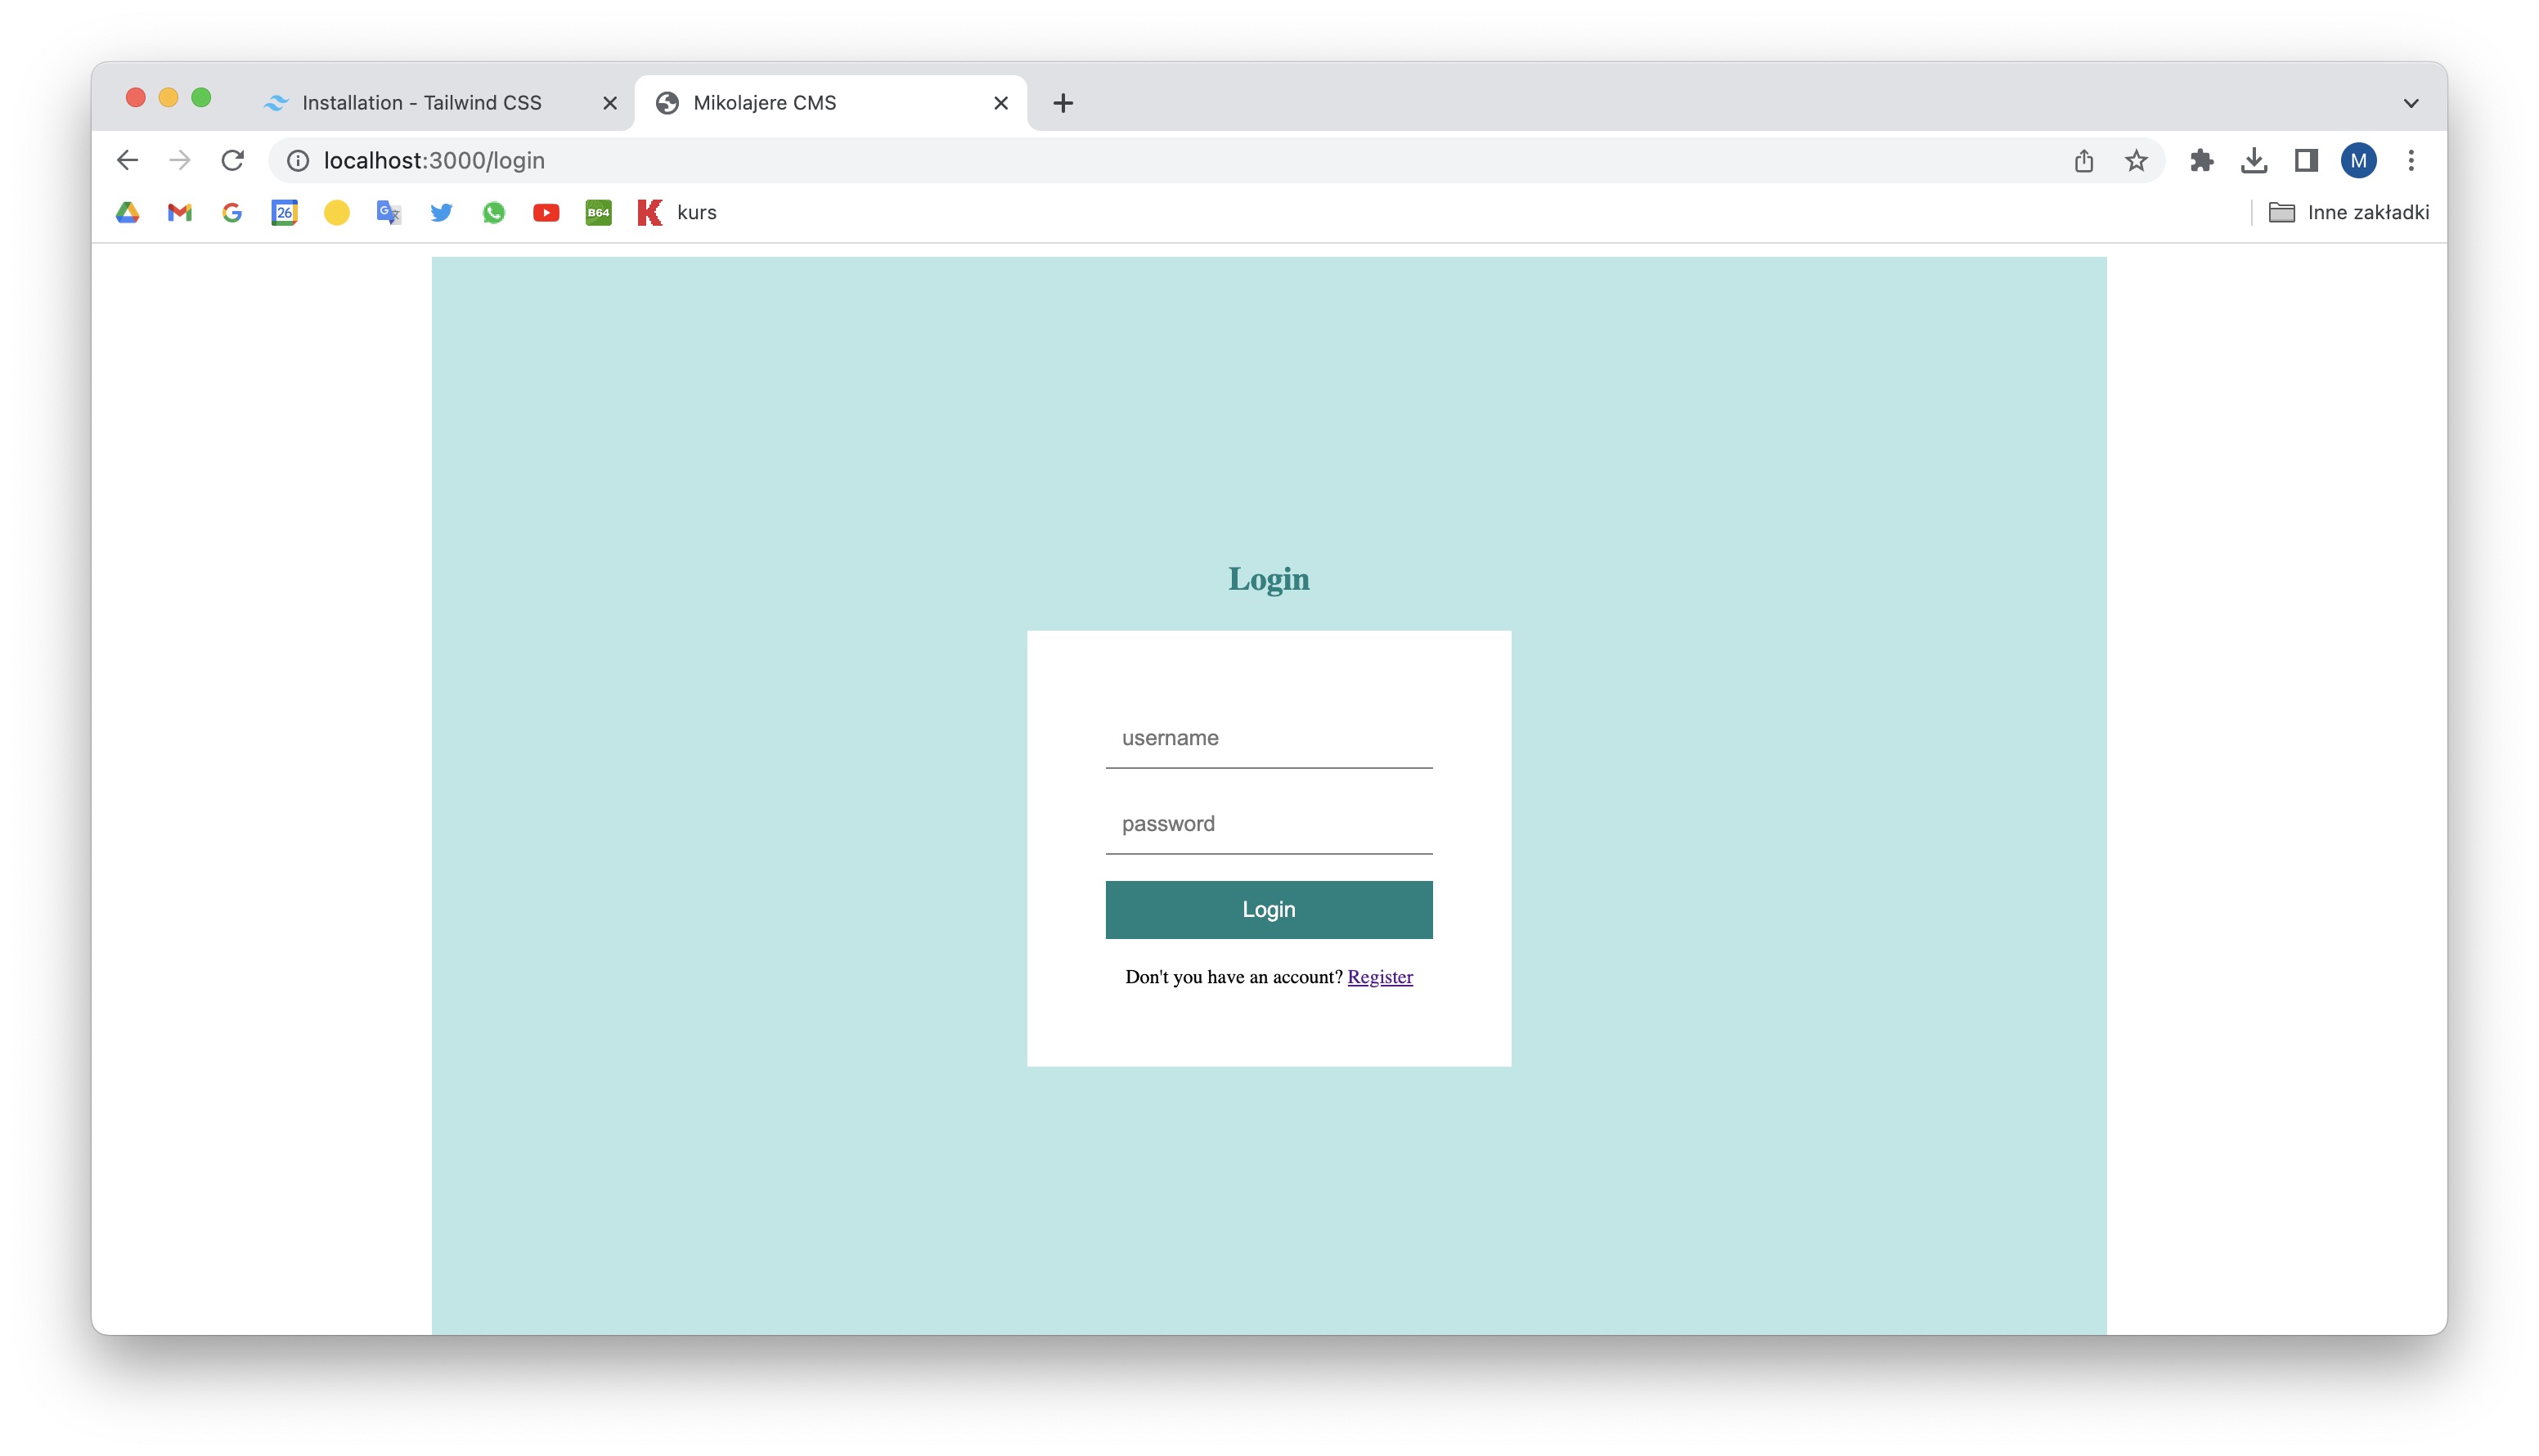 Installation - Tailwind CSS
Mikolajere CMS
localhost:3000/login
M
26
G
B64
kurs
Inne zakładki
Login
username
password
Login
Don't you have an account? Register